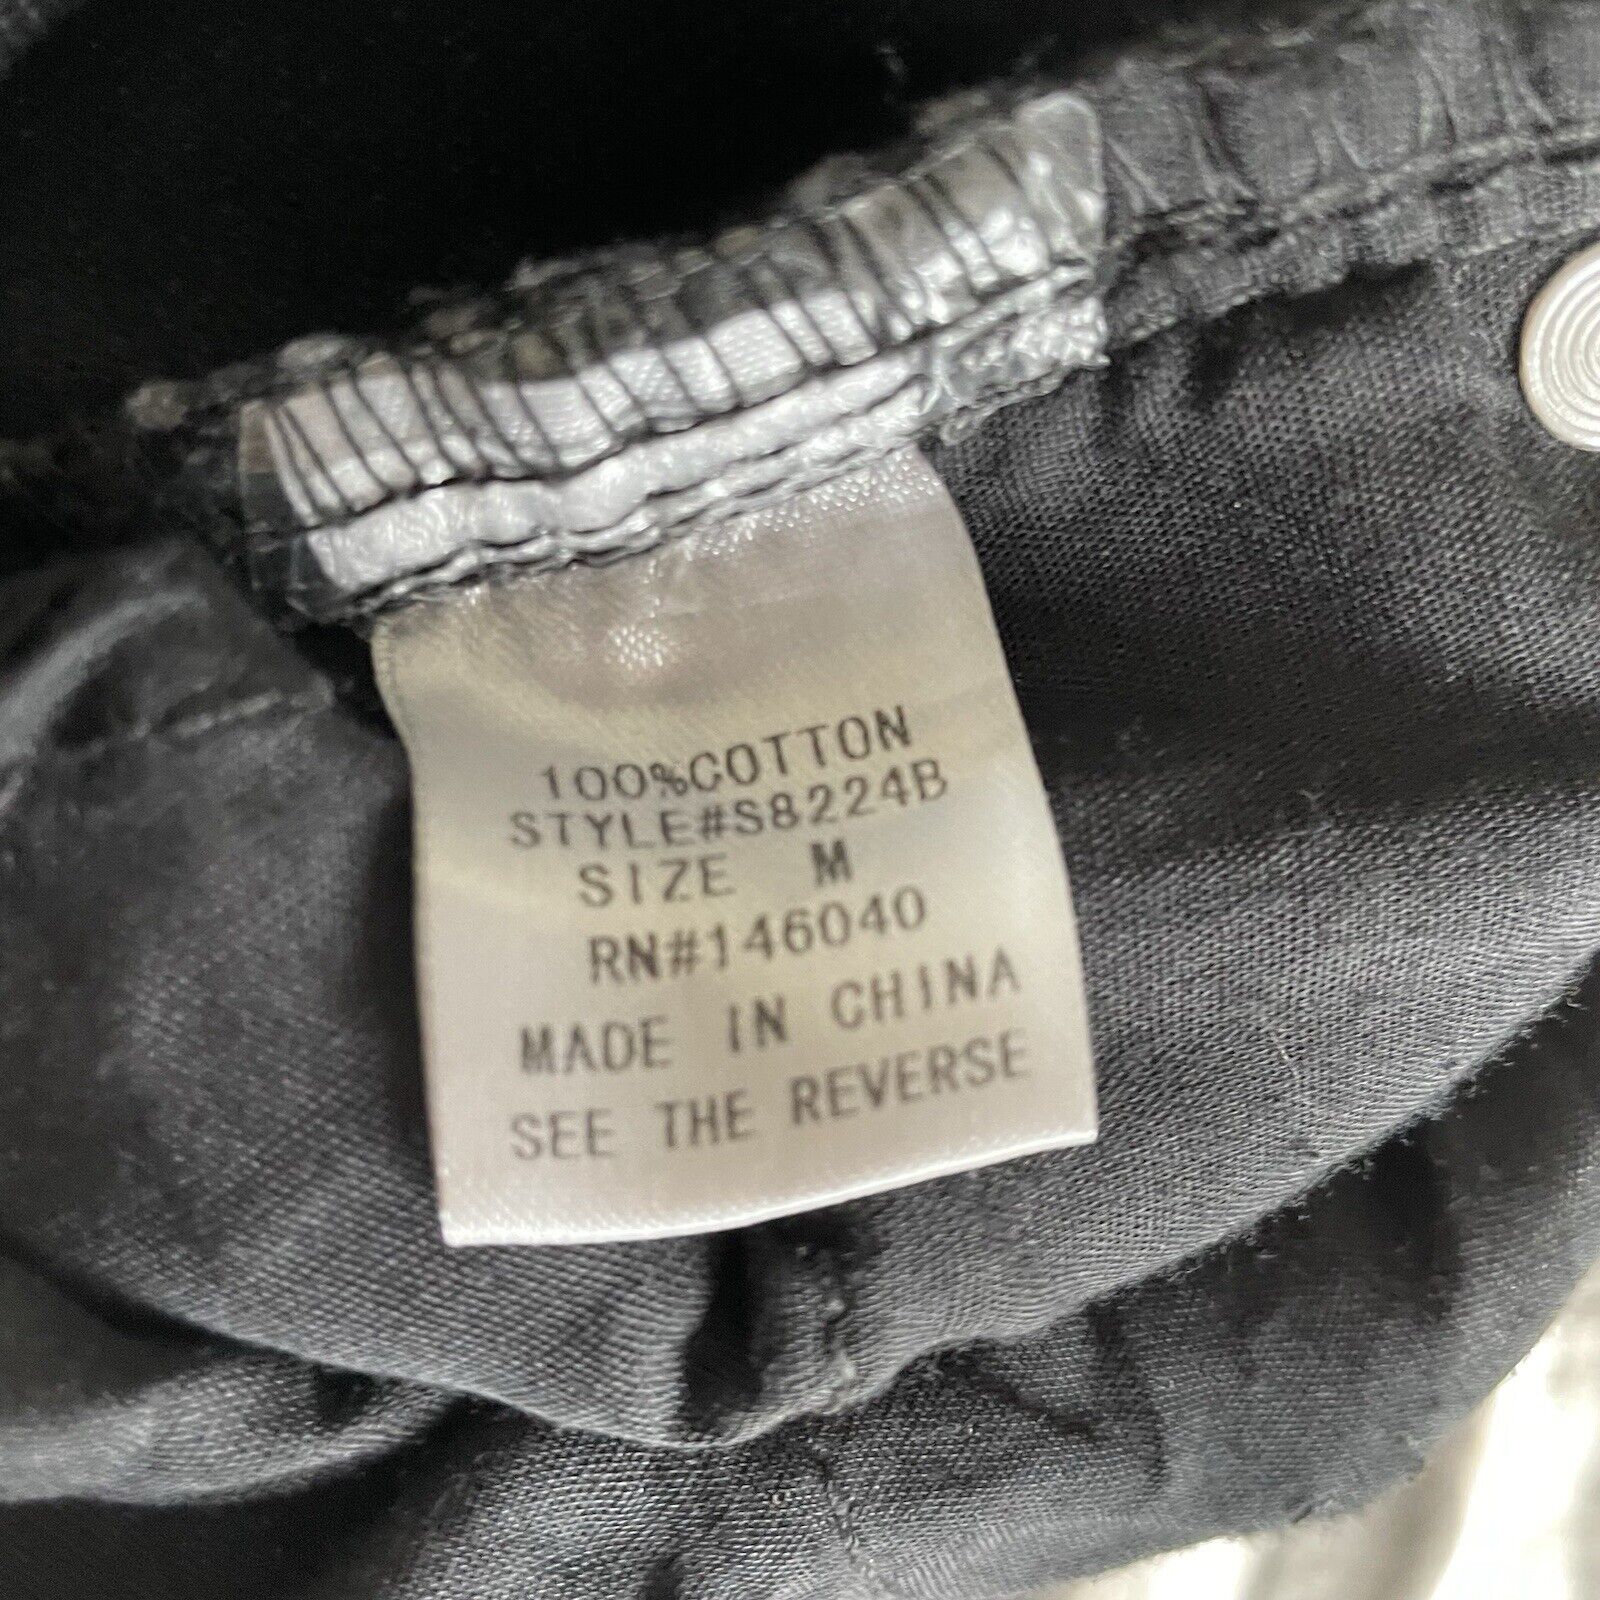 100%COTTON
STYLE#S8224B
SIZE M
RN#146040
MADE IN CHINA
SEE THE REVERSE